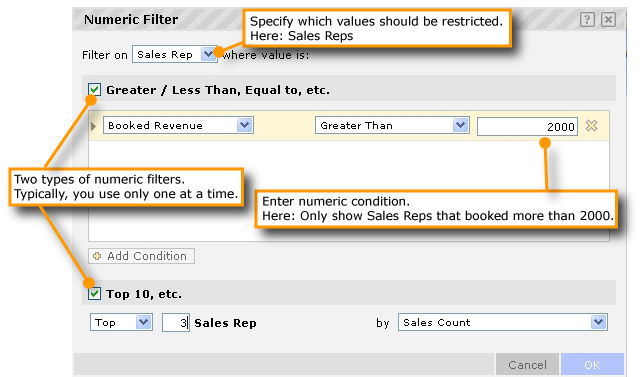 Numeric Filter
? ×
Specify which values should be restricted.
Here: Sales Reps
Filter on Sales Rep where value is:
Greater / Less Than, Equal to, etc.
Booked Revenue Greater Than 2000
Two types of numeric filters.
Typically, you use only one at a time.
Enter numeric condition.
Here: Only show Sales Reps that booked more than 2000.
Add Condition
Top 10, etc.
Top 3 Sales Rep by Sales Count
Cancel OK